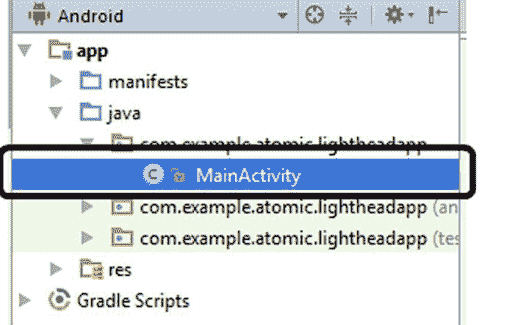 Android
app
manifests
java
com.example.atomic.lightheadapp
MainActivity
com.example.atomic.lightheadapp (an
com.example.atomic.lightheadapp (tes
res
Gradle Scripts